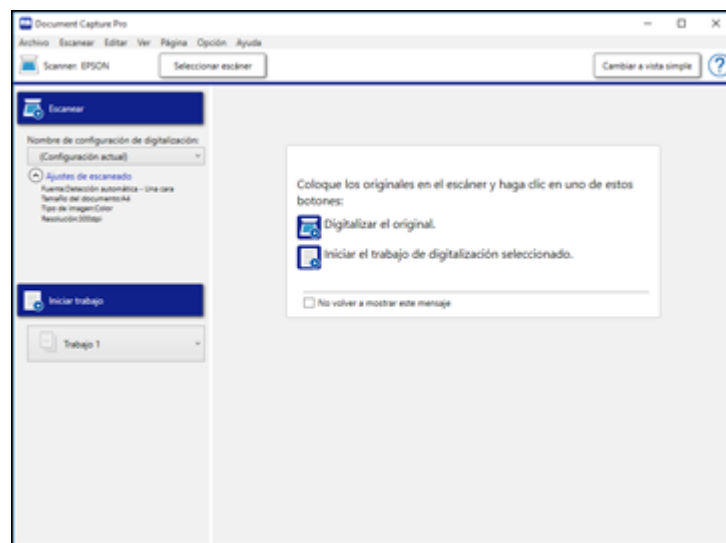 Document Capture Pro
Archivo Escanear Editar Ver Página Opción Ayuda
Scanner: EPSON
Seleccionar escáner
Cambiar a vista simple
?
Escanear
Nombre de configuración de digitalización:
(Configuración actual)
Ajustes de escaneado
Fuente:Detección automática – Una cara
Tamaño del documento:A4
Tipo de imagen:Color
Resolución:200dpi
Coloque los originales en el escáner y haga clic en uno de estos
botones:
Digitalizar el original.
Iniciar el trabajo de digitalización seleccionado.
No volver a mostrar este mensaje
Iniciar trabajo
Trabajo 1